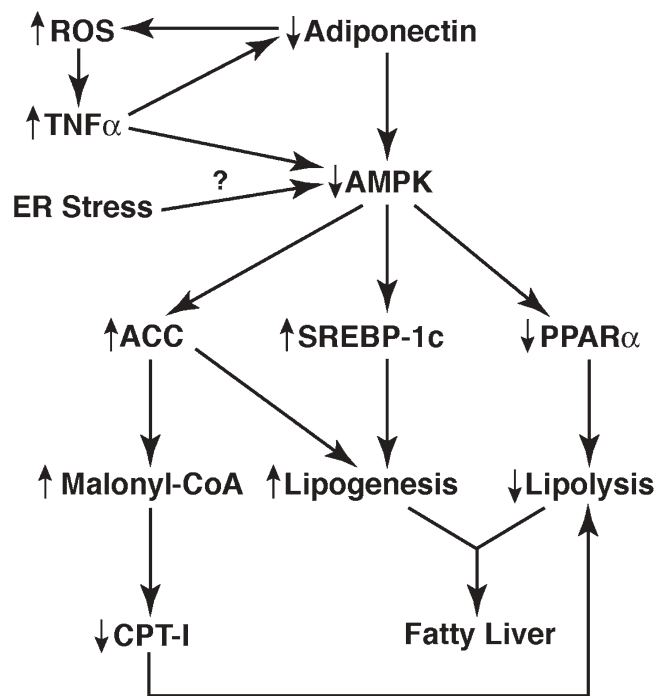 ↑ROS ↓Adiponectin
↑TNFα
?
↓AMPK
ER Stress
↑ACC ↑SREBP-1c ↓PPARα
↑Malonyl-CoA ↑Lipogenesis ↓Lipolysis
↓CPT-I Fatty Liver